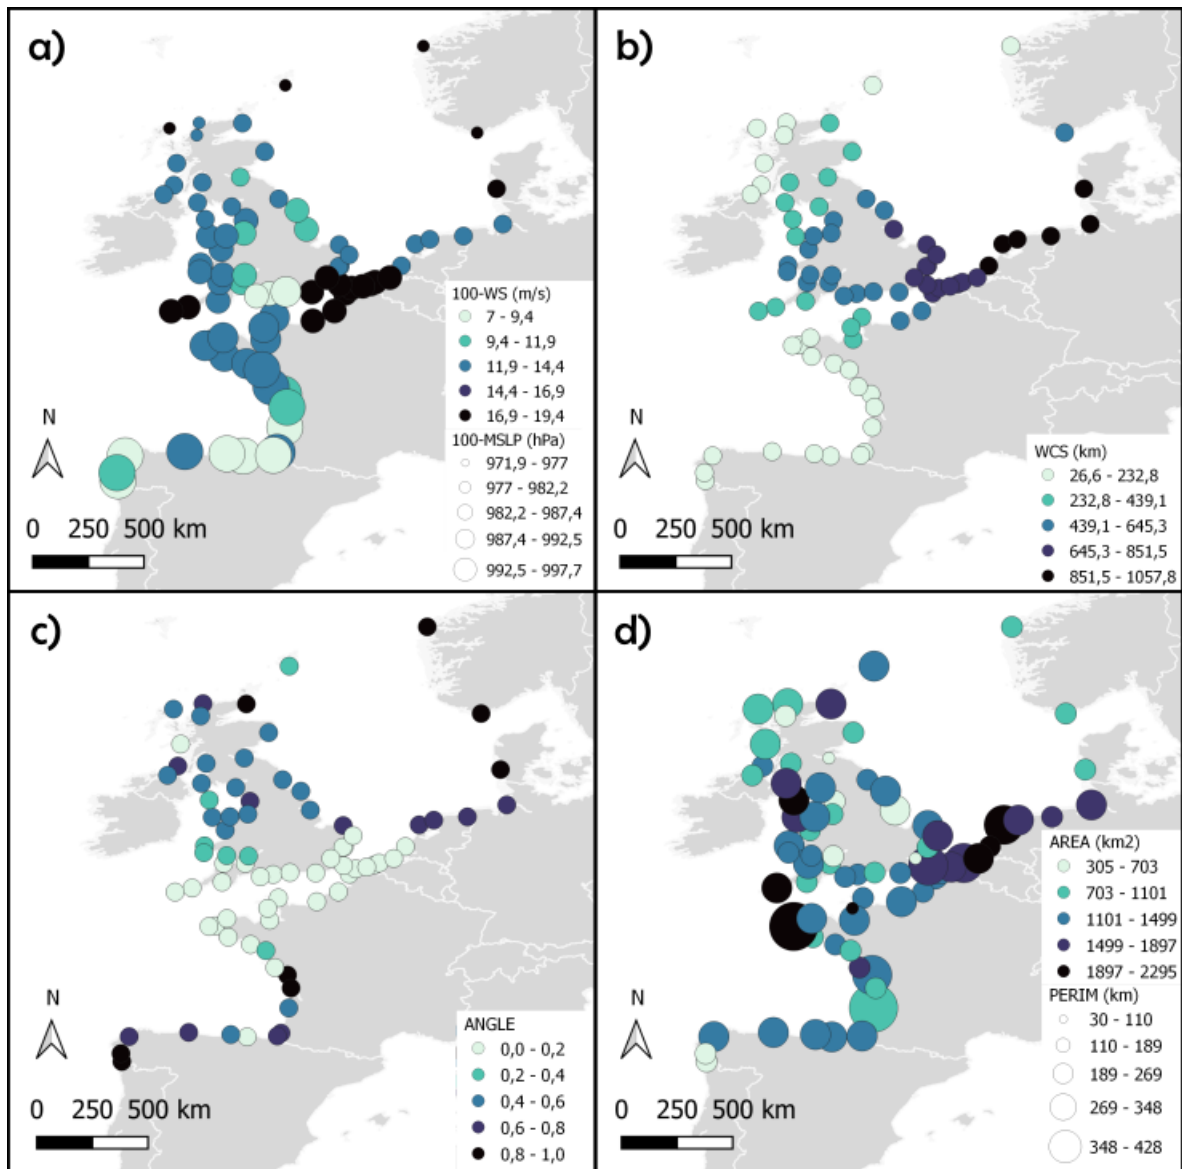 a)
100-WS (m/s)
7 - 9,4
9,4 - 11,9
11,9 - 14,4
14,4 - 16,9
16,9 - 19,4
100-MSLP (hPa)
971,9 - 977
977 - 982,2
982,2 - 987,4
987,4 - 992,5
992,5 - 997,7
N
0 250 500 km
b)
WCS (km)
26,6 - 232,8
232,8 - 439,1
439,1 - 645,3
645,3 - 851,5
851,5 - 1057,8
N
0 250 500 km
c)
ANGLE
0,0 - 0,2
0,2 - 0,4
0,4 - 0,6
0,6 - 0,8
0,8 - 1,0
N
0 250 500 km
d)
AREA (km2)
305 - 703
703 - 1101
1101 - 1499
1499 - 1897
1897 - 2295
PERIM (km)
30 - 110
110 - 189
189 - 269
269 - 348
348 - 428
N
0 250 500 km